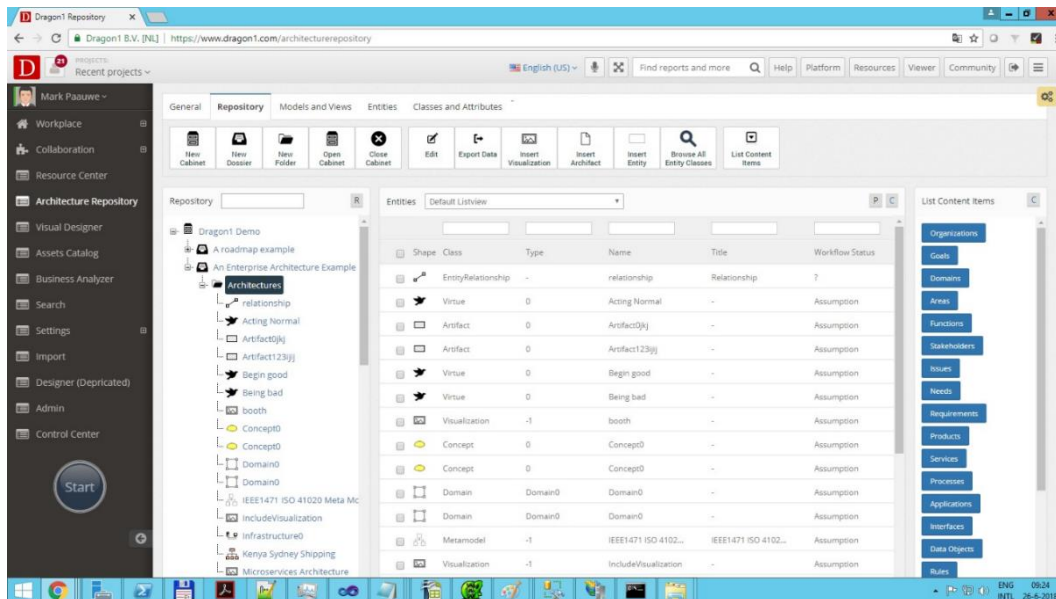 Dragon1 Repository
Dragon1 B.V. [NL] | https://www.dragon1.com/architecturerepository
D
21
PROJECTS:
Recent projects
English (US)
Find reports and more
Help
Platform
Resources
Viewer
Community
Mark Paauwe
Workplace
Collaboration
Resource Center
Architecture Repository
Visual Designer
Assets Catalog
Business Analyzer
Search
Settings
Import
Designer (Depricated)
Admin
Control Center
Start
General Repository Models and Views Entities Classes and Attributes
New Cabinet
New Dossier
New Folder
Open Cabinet
Close Cabinet
Edit
Export Data
Insert Visualization
Insert Architect
Insert Entity
Browse All Entity Classes
List Content Items
Repository
R
Dragon1 Demo
A roadmap example
An Enterprise Architecture Example
Architectures
relationship
Acting Normal
Artifact0jkj
Artifact123ijij
Begin good
Being bad
booth
Concept0
Concept0
Domain0
Domain0
IEEE1471 ISO 41020 Meta Mo
IncludeVisualization
Infrastructure0
Kenya Sydney Shipping
Microservices Architecture
Entities Default Listview
P C
Shape Class Type Name Title Workflow Status
EntityRelationship - relationship Relationship ?
Virtue 0 Acting Normal - Assumption
Artifact 0 Artifact0jkj - Assumption
Artifact 0 Artifact123ijij - Assumption
Virtue 0 Begin good - Assumption
Virtue 0 Being bad - Assumption
Visualization -1 booth - Assumption
Concept 0 Concept0 - Assumption
Concept 0 Concept0 - Assumption
Domain Domain0 Domain0 - Assumption
Domain Domain0 Domain0 - Assumption
Metamodel -1 IEEE1471 ISO 4102... IEEE1471 ISO 4102... Assumption
Visualization -1 IncludeVisualization - Assumption
List Content Items
C
Organizations
Goals
Domains
Areas
Functions
Stakeholders
Issues
Needs
Requirements
Products
Services
Processes
Applications
Interfaces
Data Objects
Rules
ENG 09:24
INTL 26-6-201